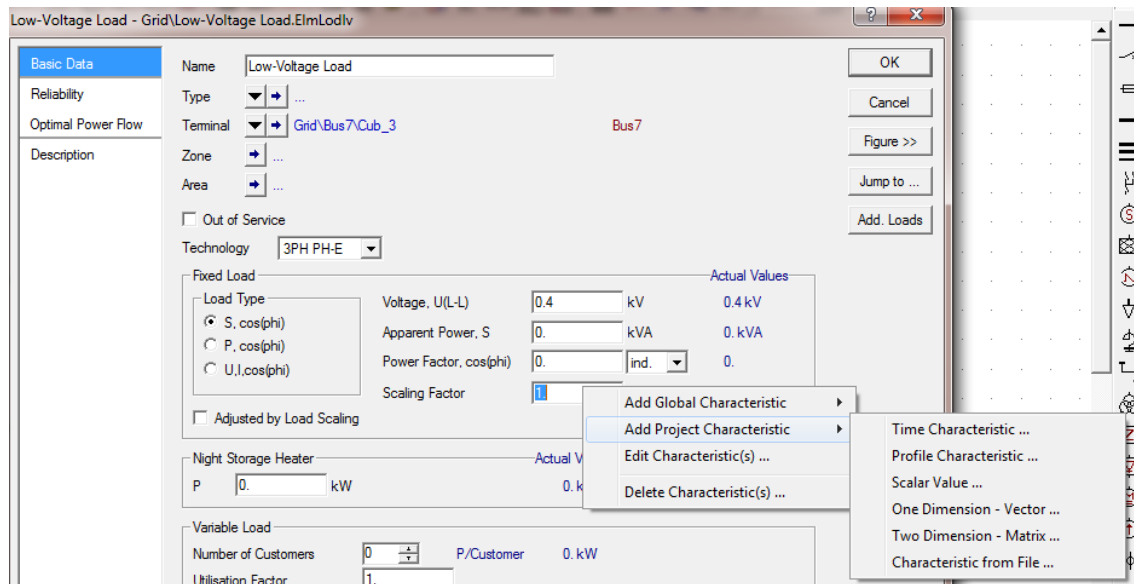 Low-Voltage Load - Grid\Low-Voltage Load.ElmLodlv
Basic Data
Reliability
Optimal Power Flow
Description
Name Low-Voltage Load
Type ...
Terminal Grid\Bus7\Cub_3 Bus7
Zone ...
Area ...
Out of Service
Technology 3PH PH-E
OK
Cancel
Figure >>
Jump to ...
Add. Loads
Fixed Load Actual Values
Load Type
S, cos(phi)
P, cos(phi)
U,I,cos(phi)
Voltage, U(L-L) 0.4 kV 0.4 kV
Apparent Power, S 0. kVA 0. kVA
Power Factor, cos(phi) 0. ind. 0.
Scaling Factor 1.
Adjusted by Load Scaling
Add Global Characteristic
Add Project Characteristic
Edit Characteristic(s) ...
Delete Characteristic(s) ...
Time Characteristic ...
Profile Characteristic ...
Scalar Value ...
One Dimension - Vector ...
Two Dimension - Matrix ...
Characteristic from File ...
Night Storage Heater Actual V
P 0. kW 0. k
Variable Load
Number of Customers 0 P/Customer 0. kW
Utilisation Factor 1.